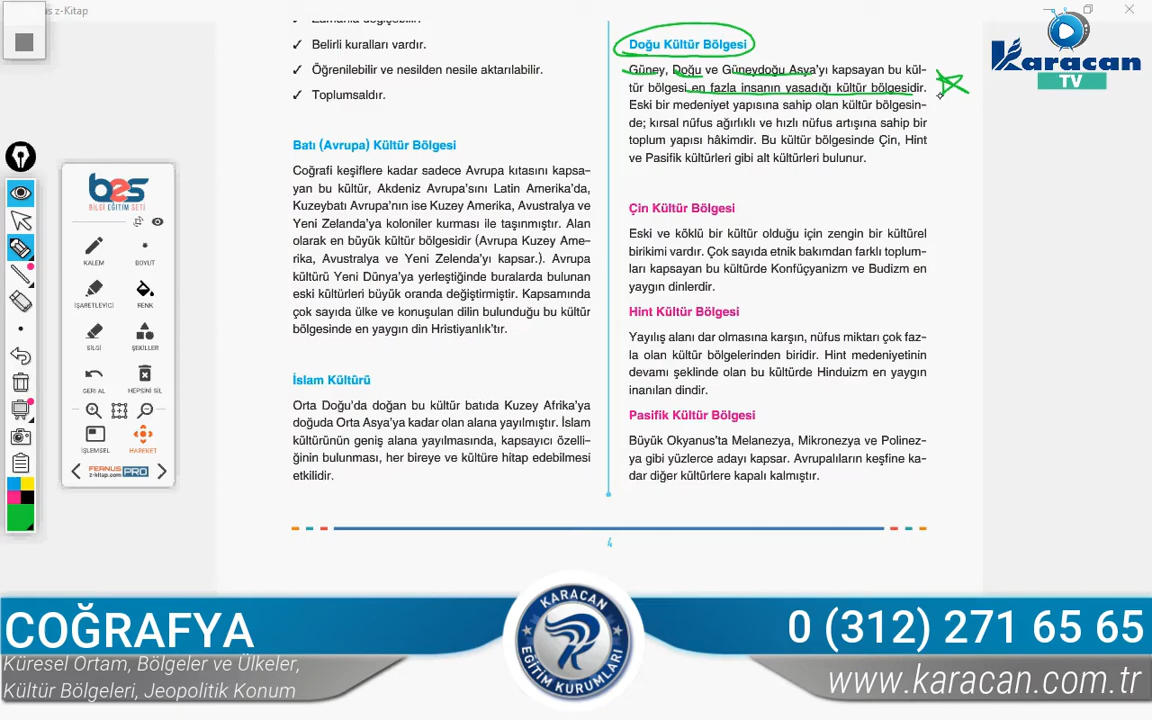 us z-Kitap
Zamanla değişebilir.
✓ Belirli kuralları vardır.
✓ Öğrenilebilir ve nesilden nesile aktarılabilir.
✓ Toplumsaldır.
Batı (Avrupa) Kültür Bölgesi
Coğrafi keşiflere kadar sadece Avrupa kıtasını kapsa-
yan bu kültür, Akdeniz Avrupa’sını Latin Amerika’da,
Kuzeybatı Avrupa’nın ise Kuzey Amerika, Avustralya ve
Yeni Zelanda’ya koloniler kurması ile taşınmıştır. Alan
olarak en büyük kültür bölgesidir (Avrupa Kuzey Ame-
rika, Avustralya ve Yeni Zelenda’yı kapsar.). Avrupa
kültürü Yeni Dünya’ya yerleştiğinde buralarda bulunan
eski kültürleri büyük oranda değiştirmiştir. Kapsamında
çok sayıda ülke ve konuşulan dilin bulunduğu bu kültür
bölgesinde en yaygın din Hristiyanlık’tır.
İslam Kültürü
Orta Doğu’da doğan bu kültür batıda Kuzey Afrika’ya
doğuda Orta Asya’ya kadar olan alana yayılmıştır. İslam
kültürünün geniş alana yayılmasında, kapsayıcı özelli-
ğinin bulunması, her bireye ve kültüre hitap edebilmesi
etkilidir.
Doğu Kültür Bölgesi
Güney, Doğu ve Güneydoğu Asya’yı kapsayan bu kül-
tür bölgesi en fazla insanın yaşadığı kültür bölgesidir.
Eski bir medeniyet yapısına sahip olan kültür bölgesin-
de; kırsal nüfus ağırlıklı ve hızlı nüfus artışına sahip bir
toplum yapısı hâkimdir. Bu kültür bölgesinde Çin, Hint
ve Pasifik kültürleri gibi alt kültürleri bulunur.
Çin Kültür Bölgesi
Eski ve köklü bir kültür olduğu için zengin bir kültürel
birikimi vardır. Çok sayıda etnik bakımdan farklı toplum-
ları kapsayan bu kültürde Konfüçyanizm ve Budizm en
yaygın dinlerdir.
Hint Kültür Bölgesi
Yayılış alanı dar olmasına karşın, nüfus miktarı çok faz-
la olan kültür bölgelerinden biridir. Hint medeniyetinin
devamı şeklinde olan bu kültürde Hinduizm en yaygın
inanılan dindir.
Pasifik Kültür Bölgesi
Büyük Okyanus’ta Melanezya, Mikronezya ve Polinez-
ya gibi yüzlerce adayı kapsar. Avrupalıların keşfine ka-
dar diğer kültürlere kapalı kalmıştır.
4
Karacan
TV
b2s
BİLGİ EĞİTİM SETİ
KALEM
BOYUT
İŞARETLEYİCİ
RENK
SİLGİ
ŞEKİLLER
GERİ AL
HEPSİNİ SİL
İŞLEMSEL
HAREKET
FERNUS PRO
z-kitap.com
COĞRAFYA
Küresel Ortam, Bölgeler ve Ülkeler,
Kültür Bölgeleri, Jeopolitik Konum
KARACAN
EĞİTİM KURUMLARI
0 (312) 271 65 65
www.karacan.com.tr